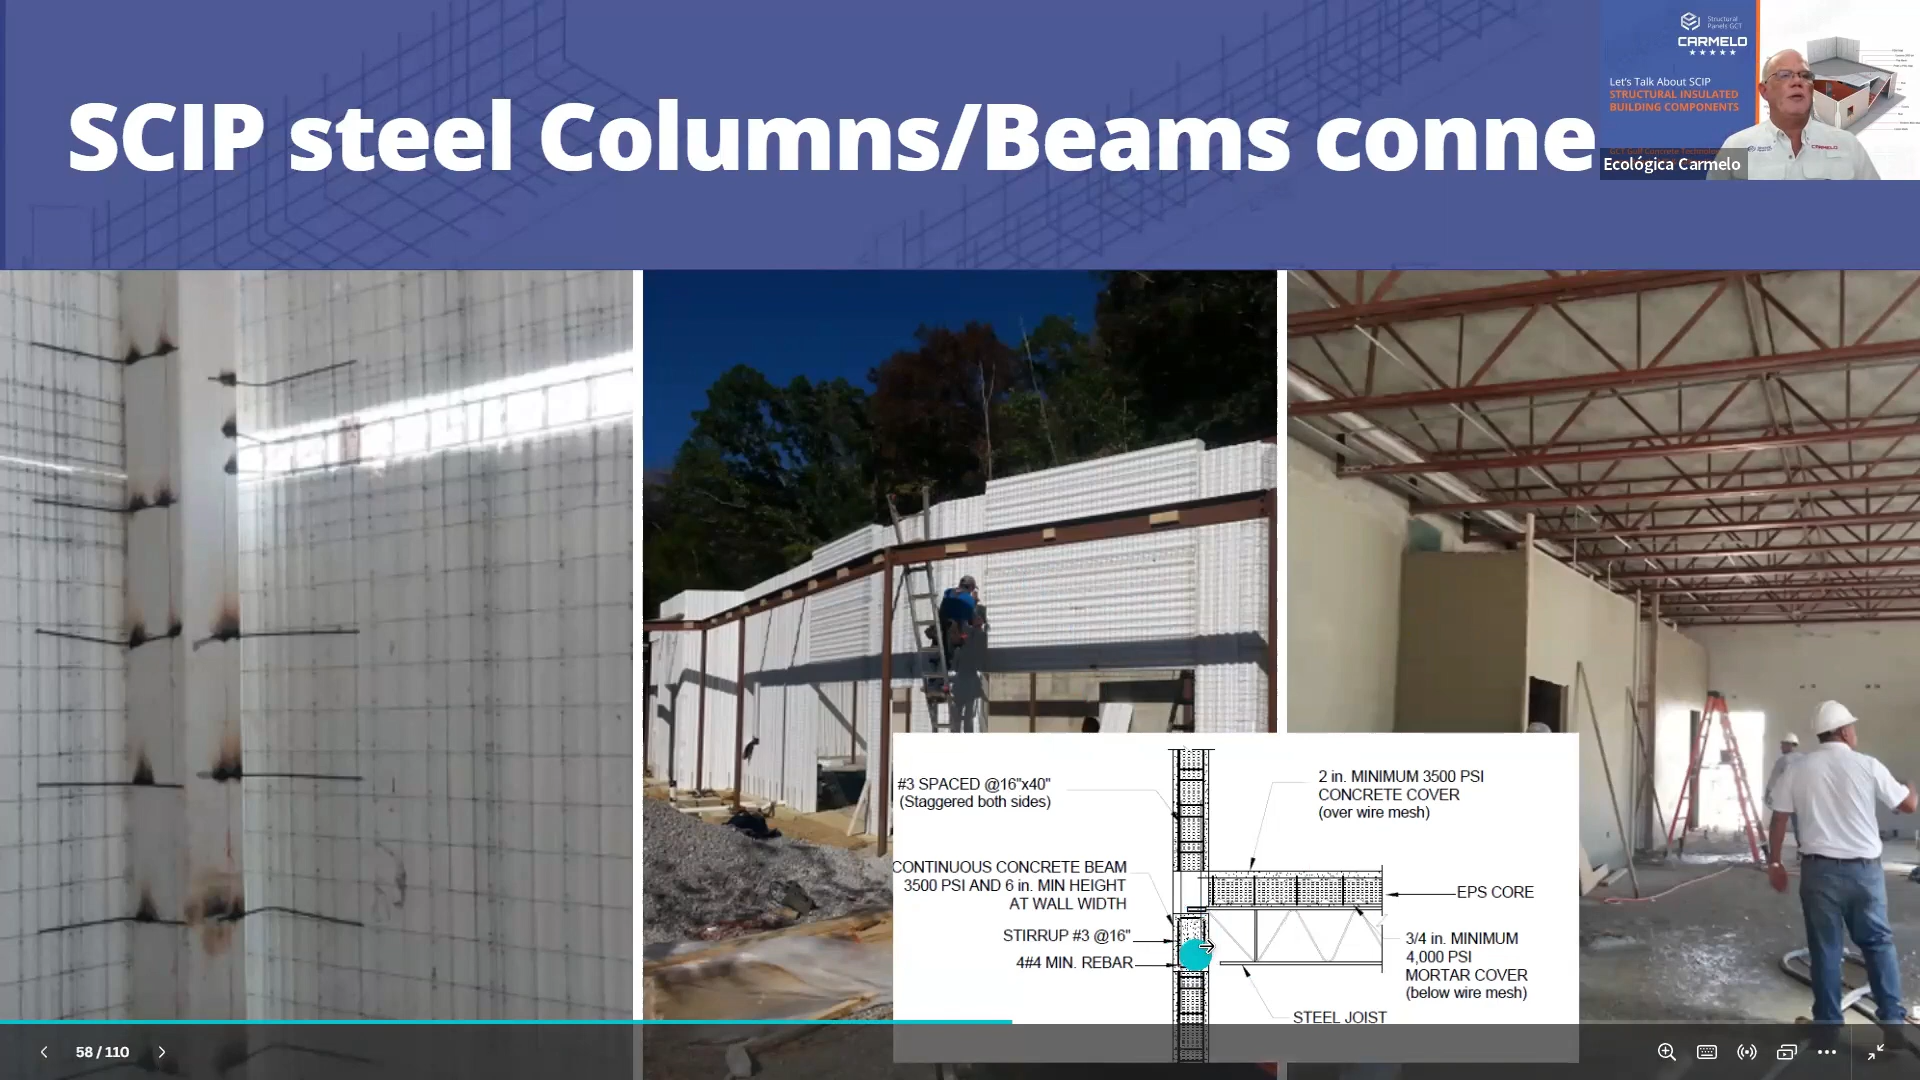 SCIP steel Columns/Beams conne
Structural
Panels GCT
CARMELO
Let's Talk About SCIP
STRUCTURAL INSULATED
BUILDING COMPONENTS
Ecológica Carmelo
CARMELO
#3 SPACED @16"x40"
(Staggered both sides)
2 in. MINIMUM 3500 PSI
CONCRETE COVER
(over wire mesh)
CONTINUOUS CONCRETE BEAM
3500 PSI AND 6 in. MIN HEIGHT
AT WALL WIDTH
EPS CORE
STIRRUP #3 @16"
4#4 MIN. REBAR
3/4 in. MINIMUM
4,000 PSI
MORTAR COVER
(below wire mesh)
STEEL JOIST
58 / 110